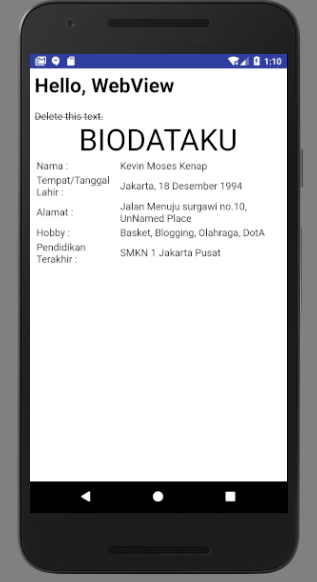 1:10
Hello, WebView
Delete this text.
BIODATAKU
Nama : Kevin Moses Kenap
Tempat/Tanggal
Lahir : Jakarta, 18 Desember 1994
Alamat : Jalan Menuju surgawi no.10,
UnNamed Place
Hobby : Basket, Blogging, Olahraga, DotA
Pendidikan
Terakhir : SMKN 1 Jakarta Pusat